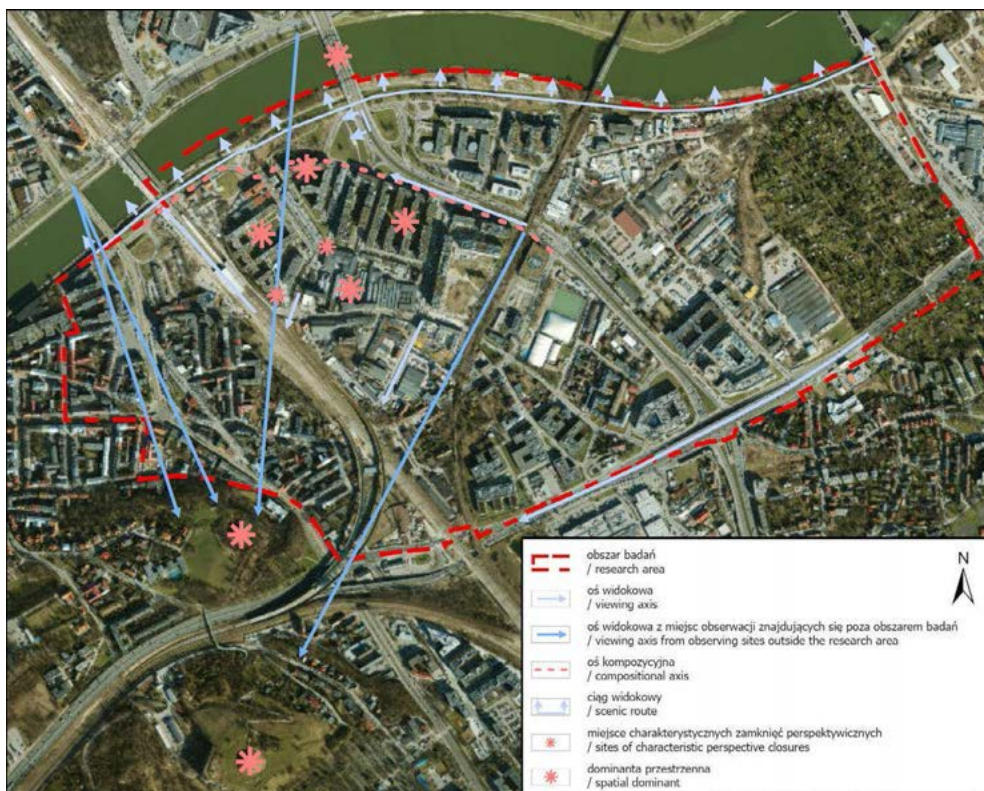 obszar badań
/ research area
N
oś widokowa
/ viewing axis
oś widokowa z miejsc obserwacji znajdujących się poza obszarem badań
/ viewing axis from observing sites outside the research area
oś kompozycyjna
/ compositional axis
ciąg widokowy
/ scenic route
miejsce charakterystycznych zamknięć perspektywicznych
/ sites of characteristic perspective closures
dominanta przestrzenna
/ spatial dominant